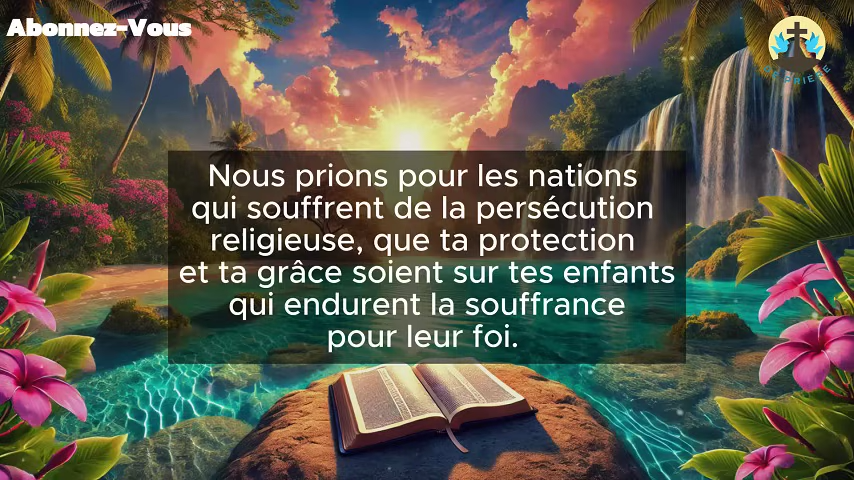 Abonnez-Vous
Nous prions pour les nations
qui souffrent de la persécution
religieuse, que ta protection
et ta grâce soient sur tes enfants
qui endurent la souffrance
pour leur foi.